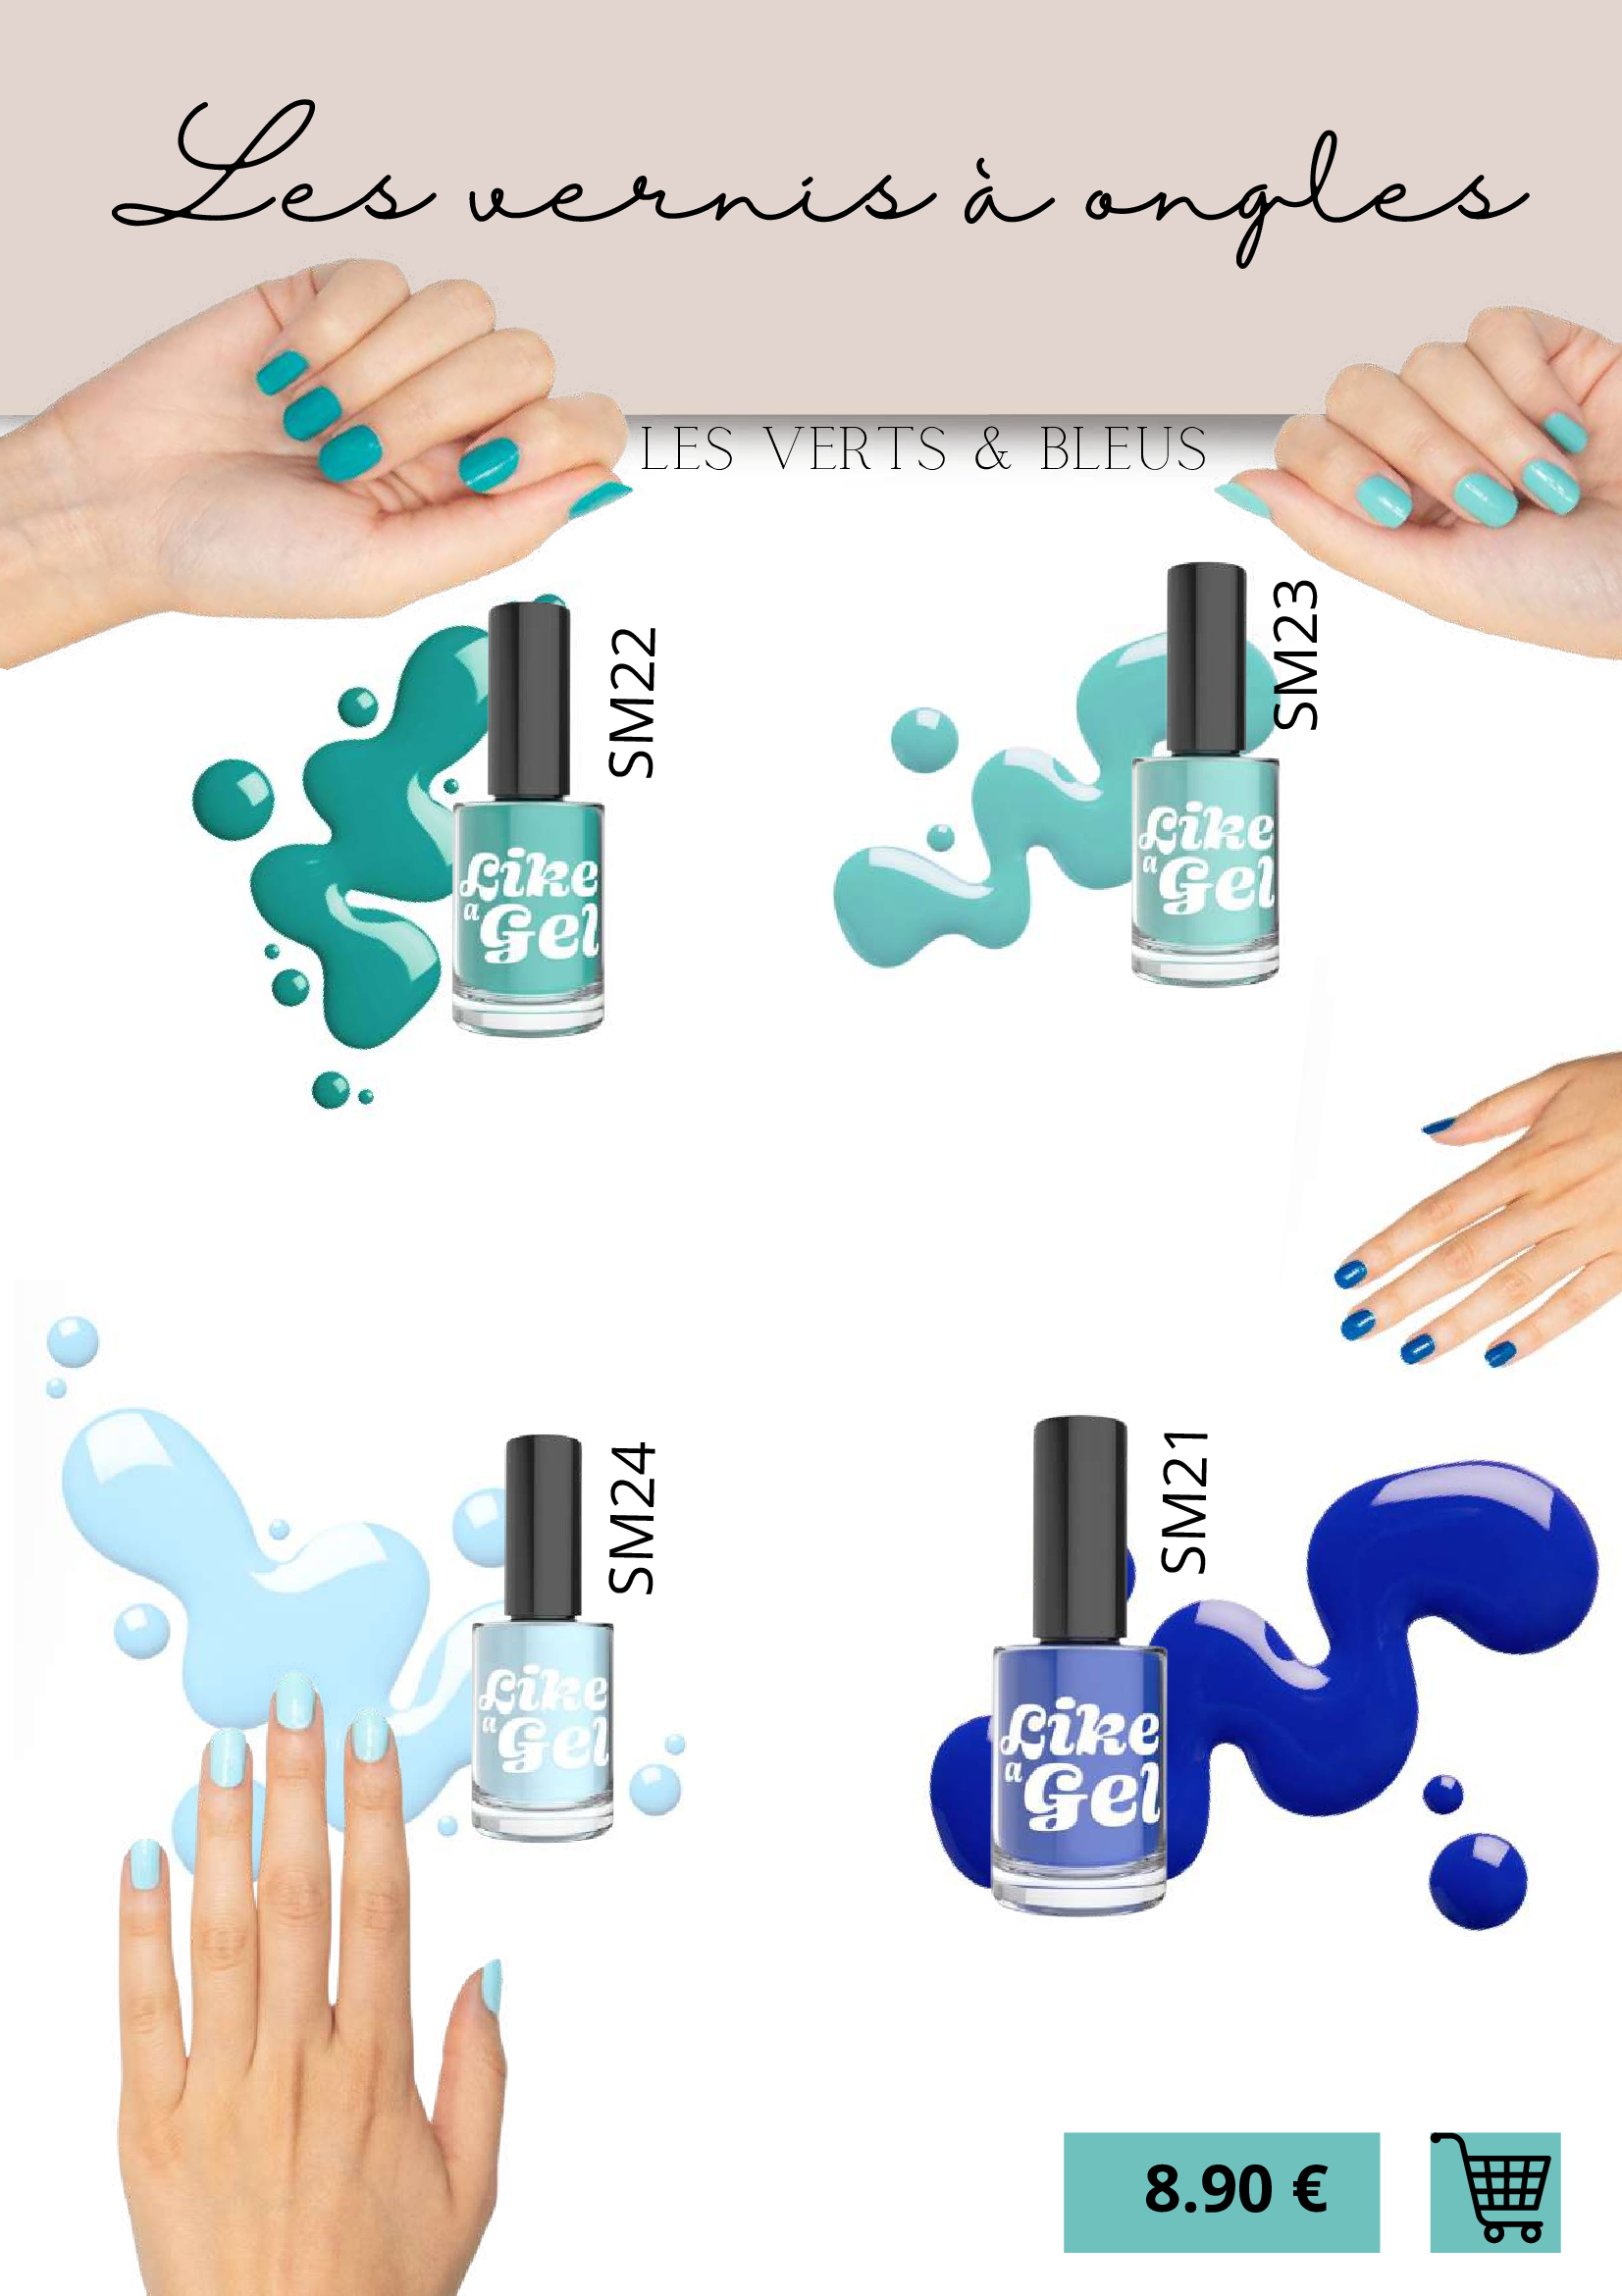 Les vernis à ongles
LES VERTS & BLEUS
SM22
Like
a Gel
SM23
Like
a Gel
SM24
Like
a Gel
SM21
Like
a Gel
8.90 €